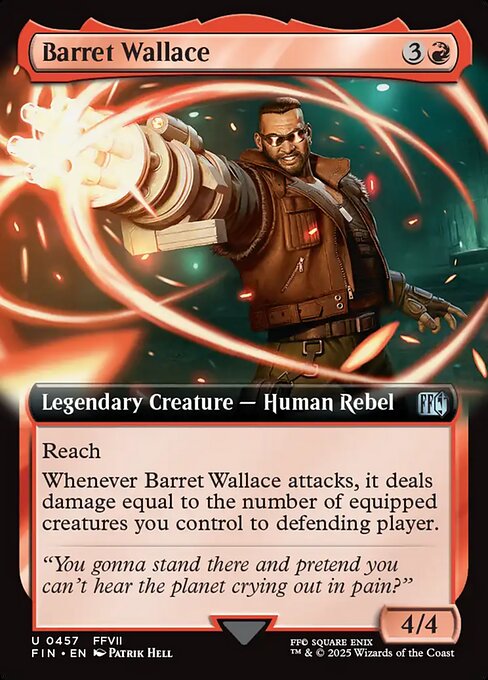 Barret Wallace 3
Legendary Creature — Human Rebel FF
Reach
Whenever Barret Wallace attacks, it deals
damage equal to the number of equipped
creatures you control to defending player.
“You gonna stand there and pretend you
can’t hear the planet crying out in pain?”
4/4
U 0457 FFVII
FIN • EN Patrik Hell
FF© SQUARE ENIX
™ & © 2025 Wizards of the Coast